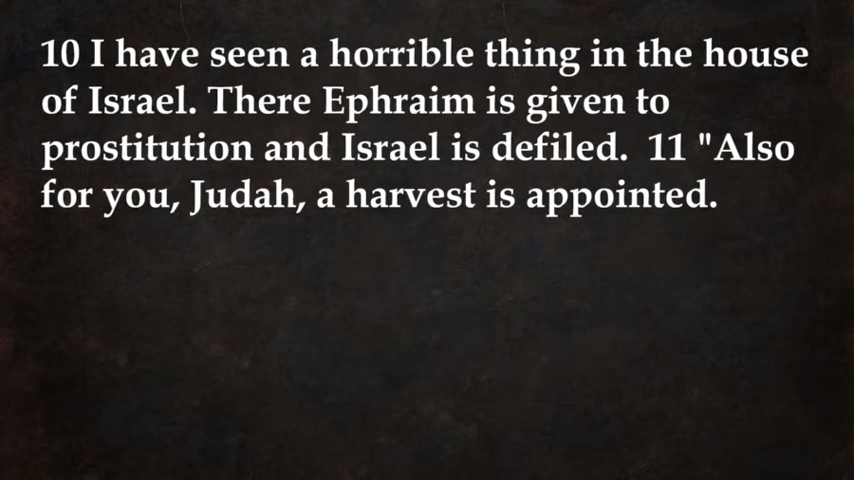 10 I have seen a horrible thing in the house
of Israel. There Ephraim is given to
prostitution and Israel is defiled.  11 "Also
for you, Judah, a harvest is appointed.